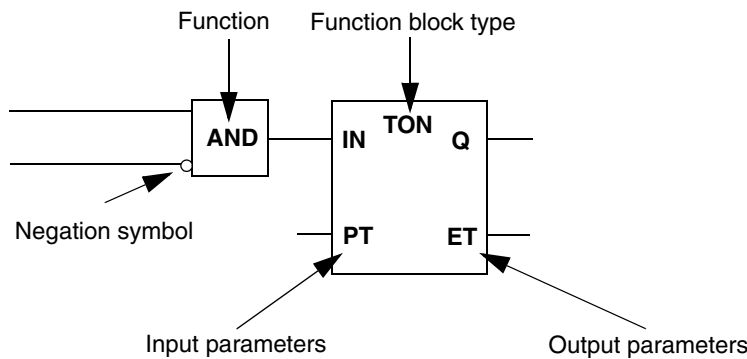 Function
Function block type
AND
IN
TON
Q
Negation symbol
PT
ET
Input parameters
Output parameters